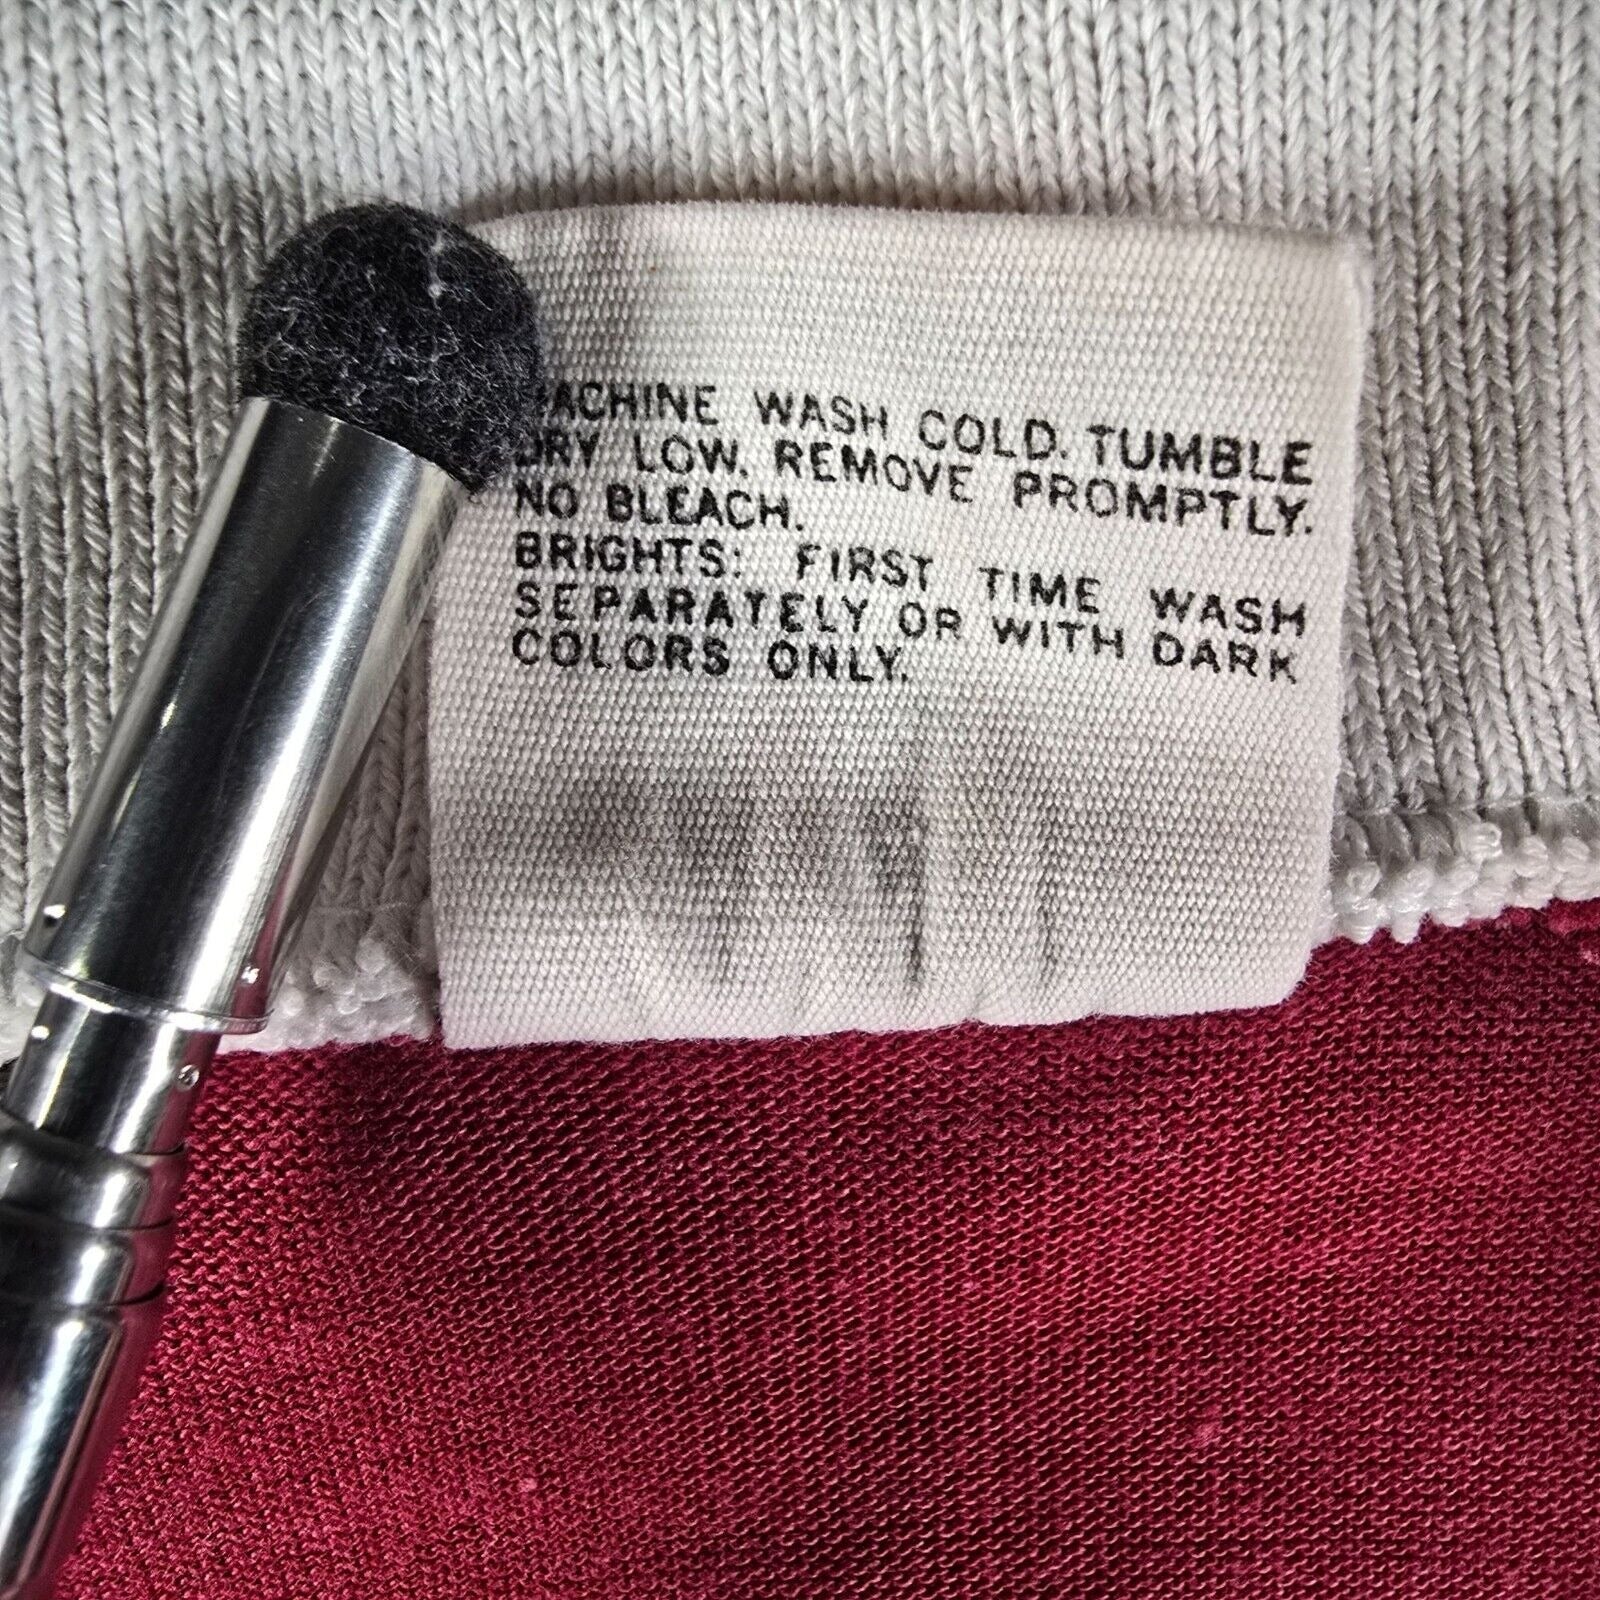 MACHINE WASH COLD. TUMBLE
DRY LOW. REMOVE PROMPTLY.
NO BLEACH.
BRIGHTS: FIRST TIME WASH
SEPARATELY OR WITH DARK
COLORS ONLY.